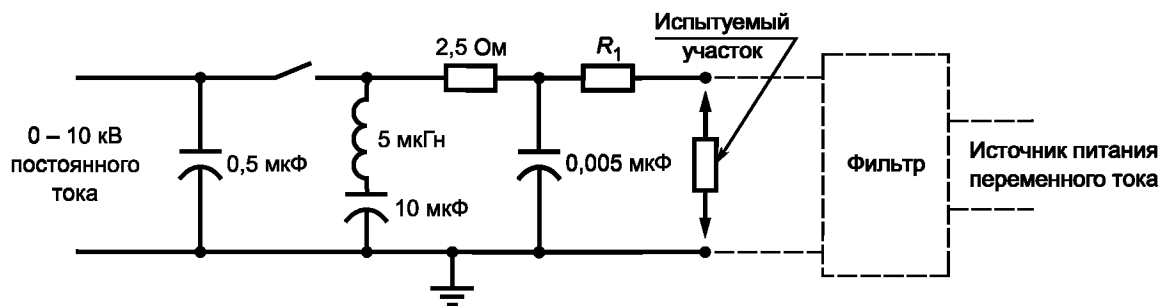 Испытуемый
участок
2,5 Ом
R1
0 – 10 кВ
постоянного
тока
0,5 мкФ
5 мкГн
10 мкФ
0,005 мкФ
Фильтр
Источник питания
переменного тока